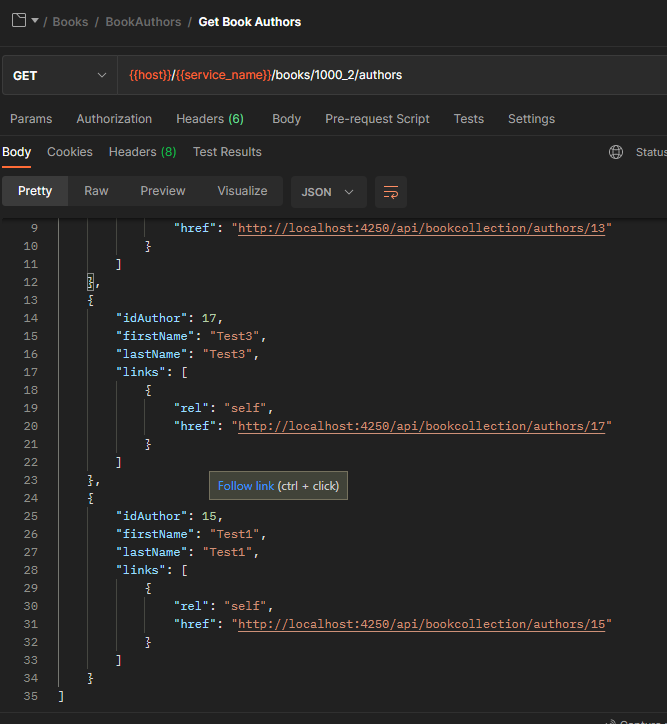 / Books / BookAuthors / Get Book Authors
GET {{host}}/{{service_name}}/books/1000_2/authors
Params Authorization Headers (6) Body Pre-request Script Tests Settings
Body Cookies Headers (8) Test Results Status
Pretty Raw Preview Visualize JSON
9 "href": "http://localhost:4250/api/bookcollection/authors/13"
10 }
11 ]
12 },
13 {
14 "idAuthor": 17,
15 "firstName": "Test3",
16 "lastName": "Test3",
17 "links": [
18 {
19 "rel": "self",
20 "href": "http://localhost:4250/api/bookcollection/authors/17"
21 }
22 ]
23 },
Follow link (ctrl + click)
24 {
25 "idAuthor": 15,
26 "firstName": "Test1",
27 "lastName": "Test1",
28 "links": [
29 {
30 "rel": "self",
31 "href": "http://localhost:4250/api/bookcollection/authors/15"
32 }
33 ]
34 }
35 ]